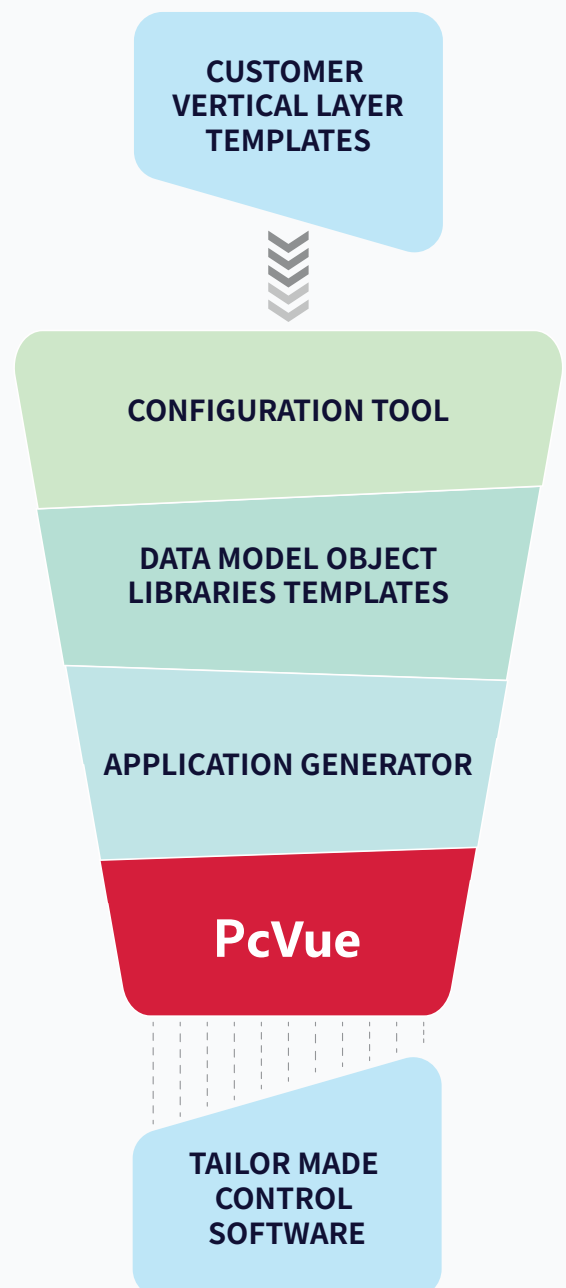 CUSTOMER
VERTICAL LAYER
TEMPLATES
CONFIGURATION TOOL
DATA MODEL OBJECT
LIBRARIES TEMPLATES
APPLICATION GENERATOR
PcVue
TAILOR MADE
CONTROL
SOFTWARE